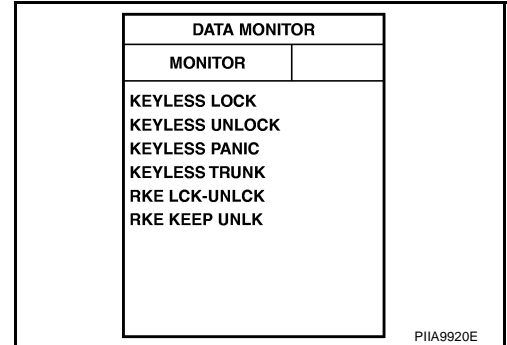 DATA MONITOR
MONITOR
KEYLESS LOCK
KEYLESS UNLOCK
KEYLESS PANIC
KEYLESS TRUNK
RKE LCK-UNLCK
RKE KEEP UNLK
PIIA9920E